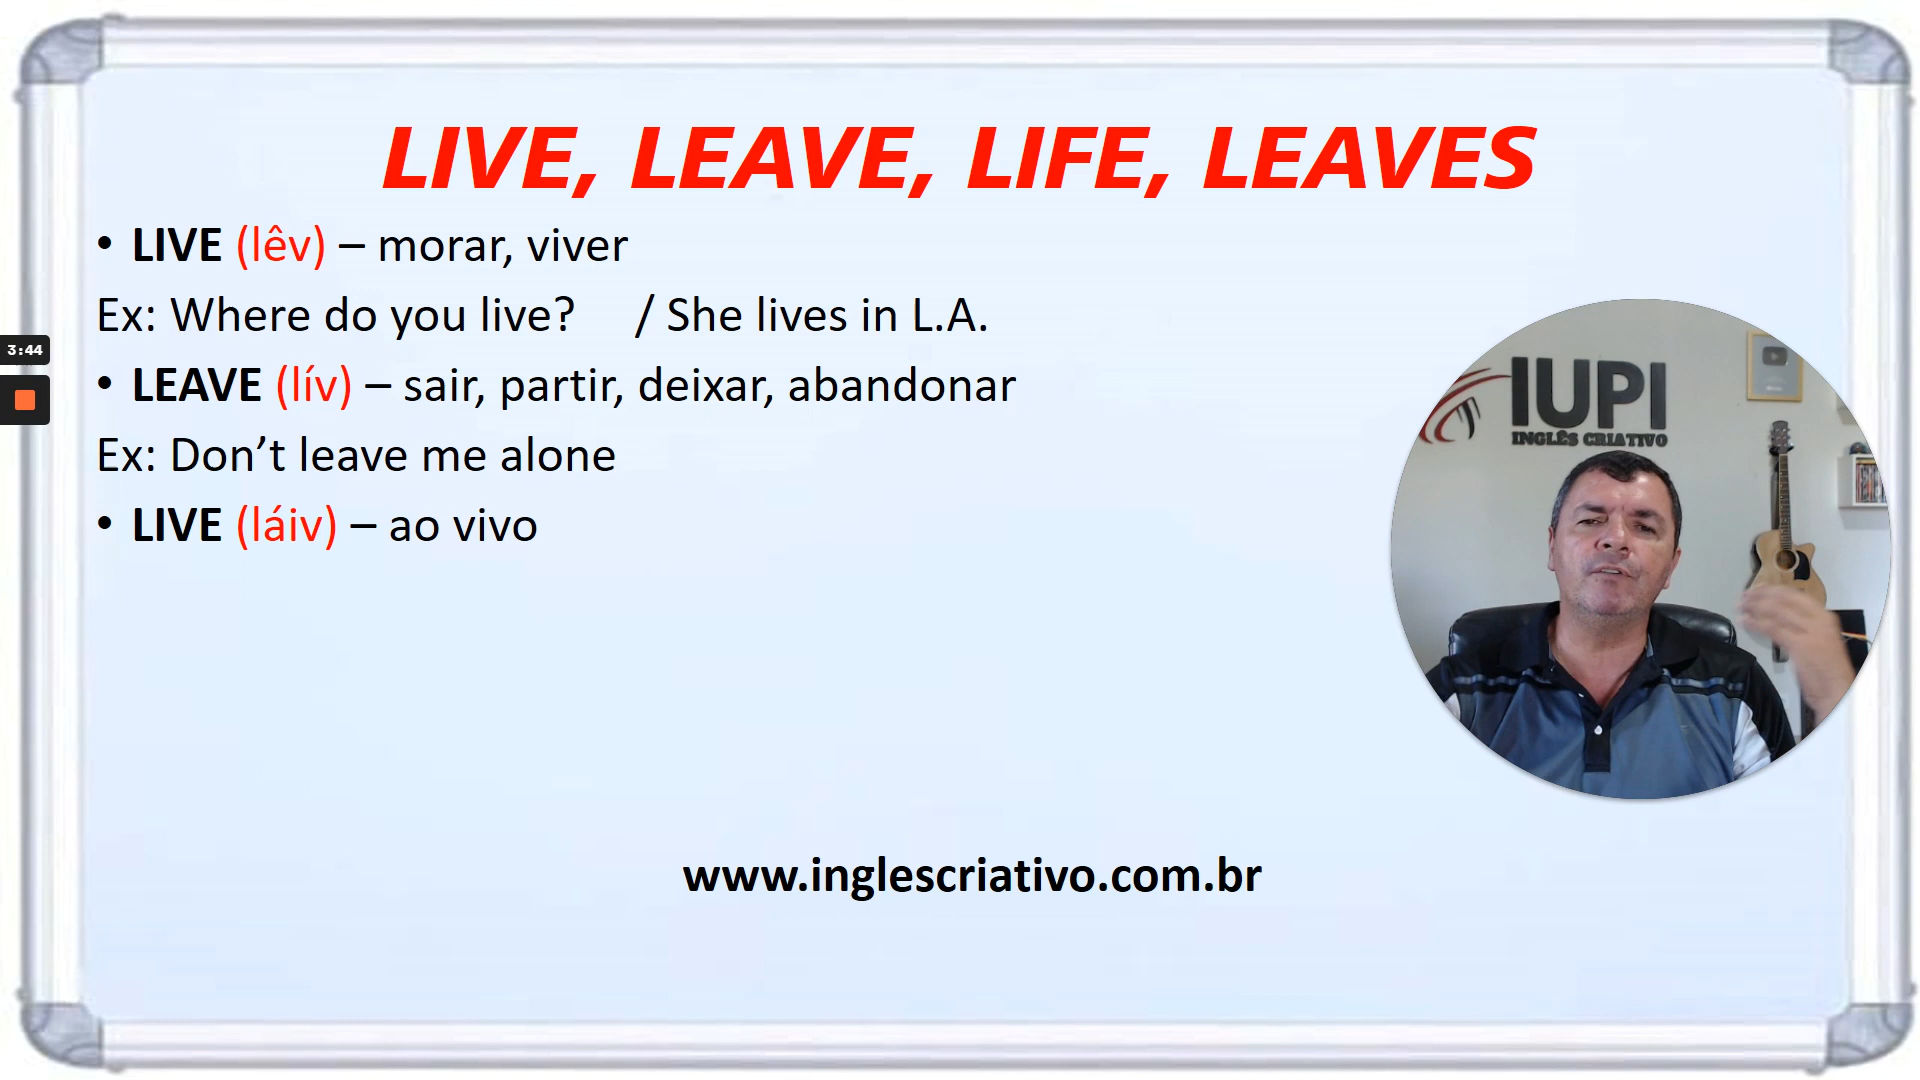 LIVE, LEAVE, LIFE, LEAVES
• LIVE (lêv) – morar, viver
Ex: Where do you live? / She lives in L.A.
• LEAVE (lív) – sair, partir, deixar, abandonar
Ex: Don’t leave me alone
• LIVE (láiv) – ao vivo
3:44
IUPI
INGLÊS CRIATIVO
www.inglescriativo.com.br